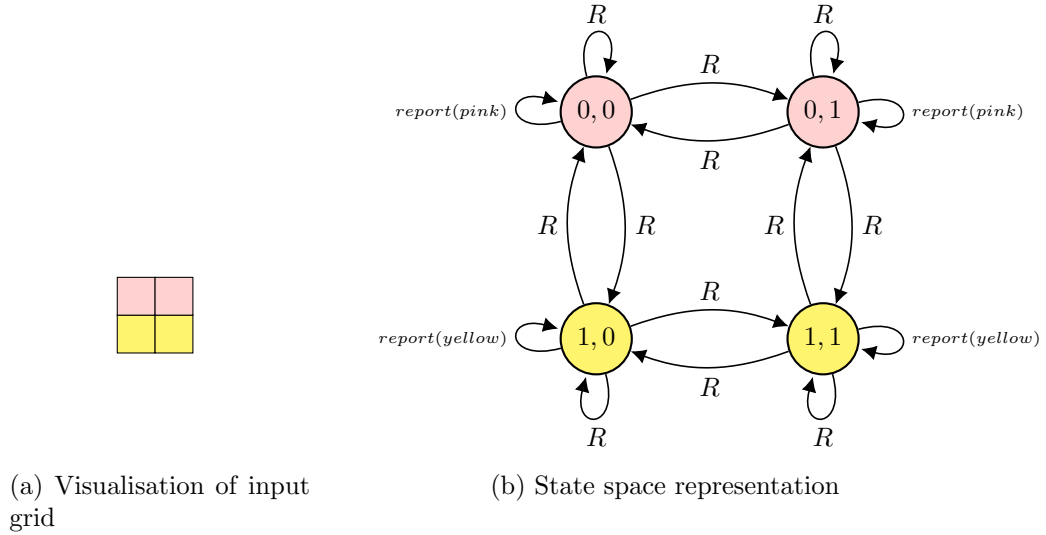 R R
R
report(pink) 0, 0 0, 1 report(pink)
R
R R R R
R
report(yellow) 1, 0 1, 1 report(yellow)
R
R R
(a) Visualisation of input
grid
(b) State space representation